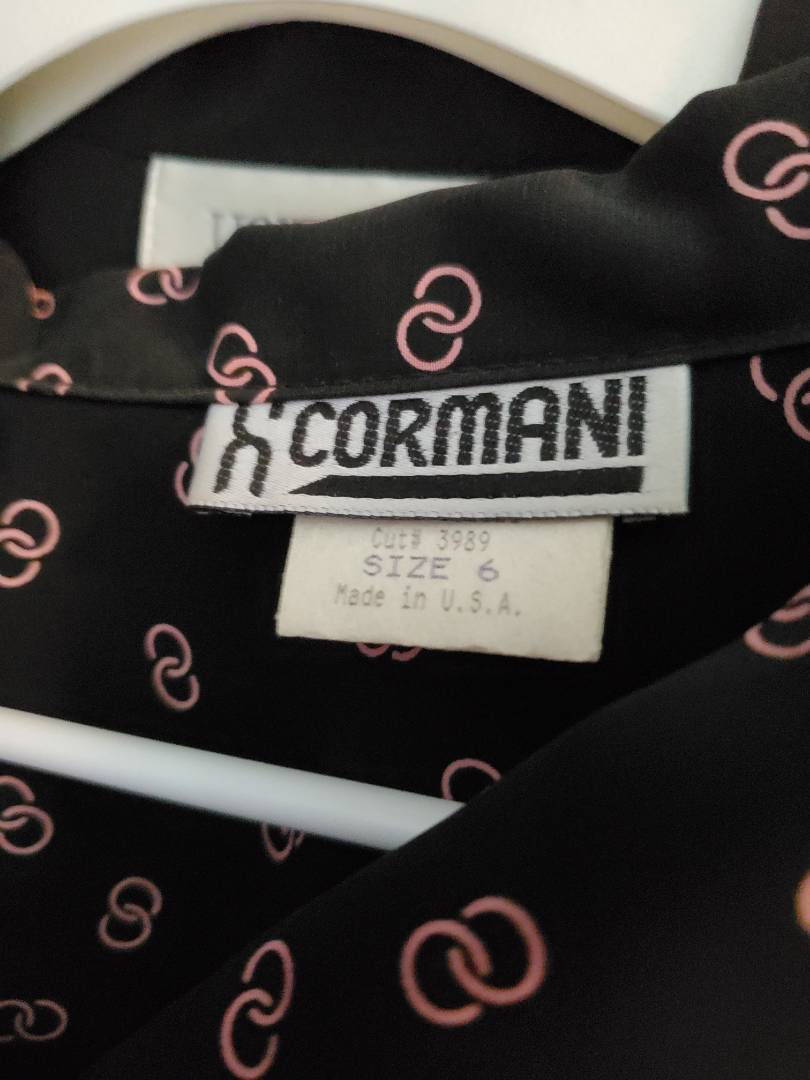 CORMANI
Cut# 3989
SIZE 6
Made in U.S.A.